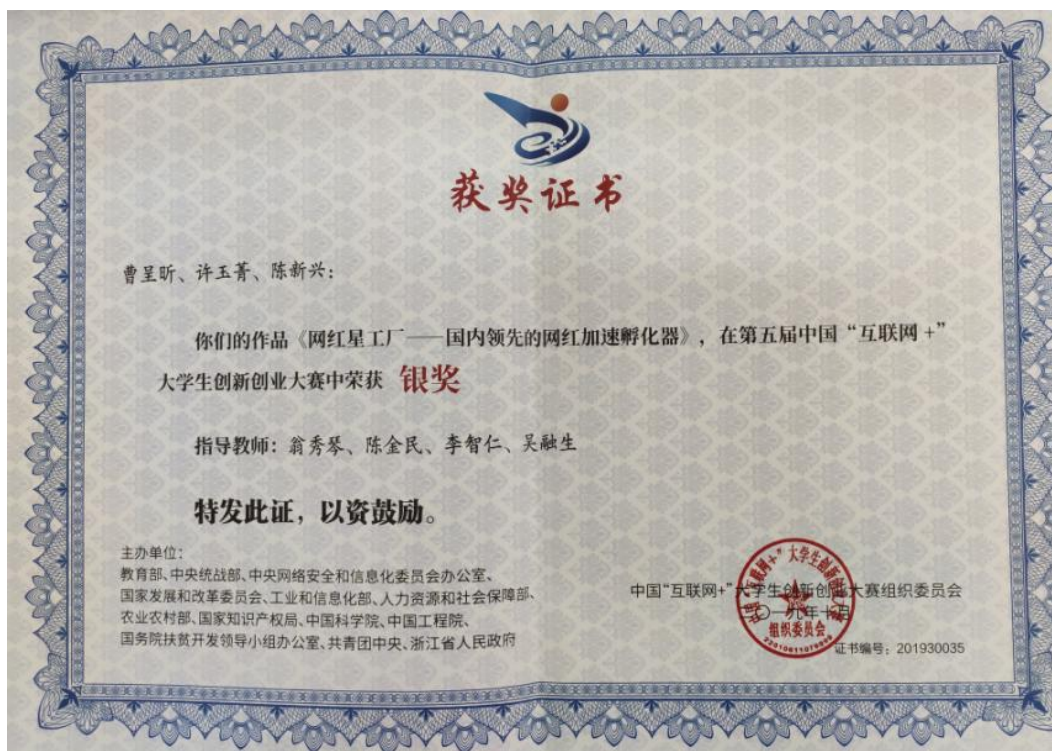 获奖证书
曹呈昕、许玉菁、陈新兴：
你们的作品《网红星工厂——国内领先的网红加速孵化器》，在第五届中国“互联网+”
大学生创新创业大赛中荣获 银奖
指导教师：翁秀琴、陈金民、李智仁、吴融生
特发此证，以资鼓励。
主办单位：
教育部、中央统战部、中央网络安全和信息化委员会办公室、
国家发展和改革委员会、工业和信息化部、人力资源和社会保障部、
农业农村部、国家知识产权局、中国科学院、中国工程院、
国务院扶贫开发领导小组办公室、共青团中央、浙江省人民政府
中国“互联网+”大学生创新创业大赛组织委员会
二〇一九年十月
组织委员会
证书编号：201930035